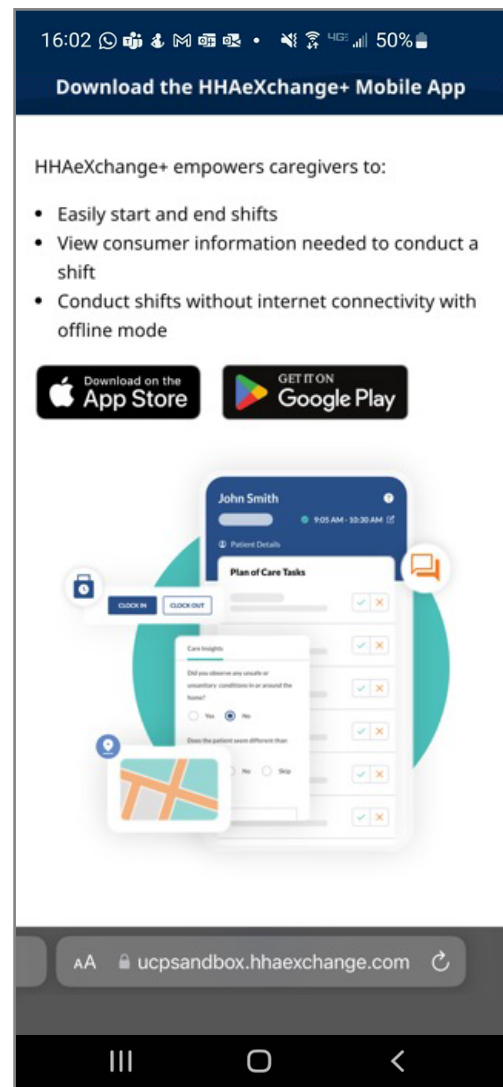 16:02 4GE 50%
Download the HHAeXchange+ Mobile App
HHAeXchange+ empowers caregivers to:
• Easily start and end shifts
• View consumer information needed to conduct a
shift
• Conduct shifts without internet connectivity with
offline mode
Download on the
App Store
GET IT ON
Google Play
John Smith
9:05 AM - 10:30 AM
Patient Details
Plan of Care Tasks
CLOCK IN CLOCK OUT
Care Insights
Did you observe any unsafe or
unsanitary conditions in or around the
home?
Yes No
Does the patient seem different than
No Skip
AA ucpsandbox.hhaexchange.com